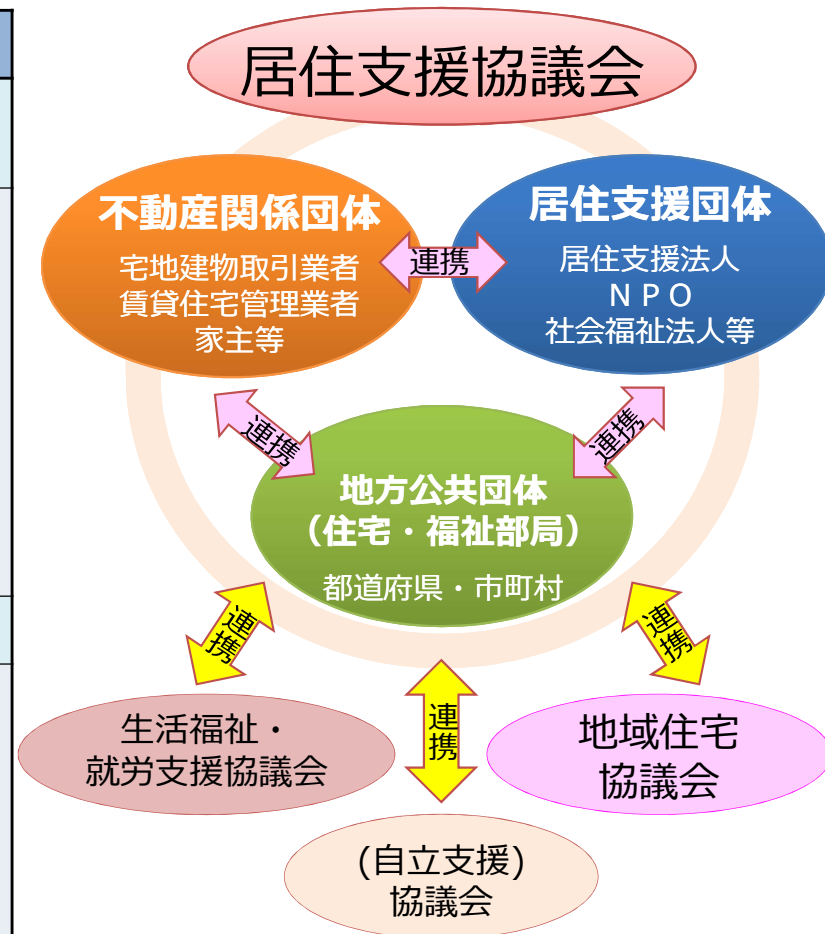 居住支援協議会
不動産関係団体
宅地建物取引業者
賃貸住宅管理業者
家主等
連携
居住支援団体
居住支援法人
ＮＰＯ
社会福祉法人等
連携
連携
地方公共団体
（住宅・福祉部局）
都道府県・市町村
連携
連携
連携
生活福祉・
就労支援協議会
地域住宅
協議会
(自立支援)
協議会